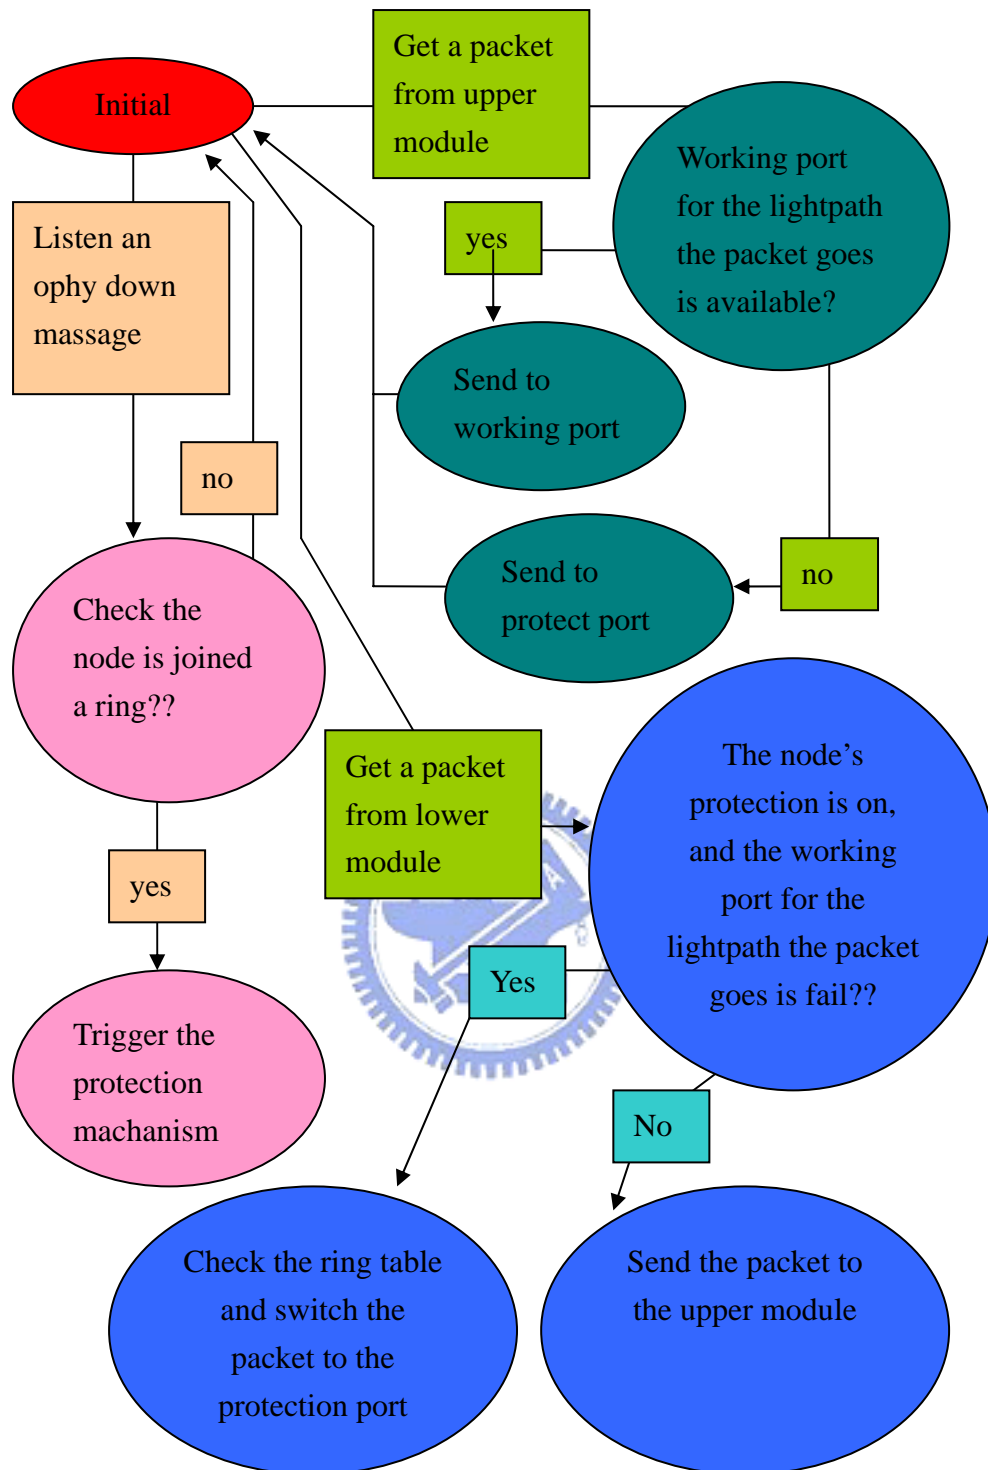 Initial
Get a packet
from upper
module
Working port
for the lightpath
the packet goes
is available?
yes
Listen an
ophy down
massage
Send to
working port
no
Send to
protect port
no
Check the
node is joined
a ring??
Get a packet
from lower
module
The node’s
protection is on,
and the working
port for the
lightpath the packet
goes is fail??
yes
Yes
Trigger the
protection
machanism
No
Check the ring table
and switch the
packet to the
protection port
Send the packet to
the upper module